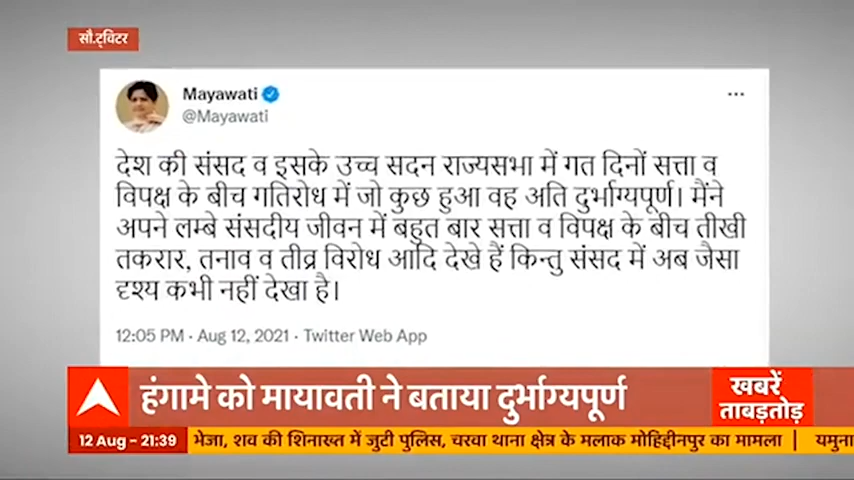 सौ.ट्विटर
Mayawati
@Mayawati
देश की संसद व इसके उच्च सदन राज्यसभा में गत दिनों सत्ता व
विपक्ष के बीच गतिरोध में जो कुछ हुआ वह अति दुर्भाग्यपूर्ण। मैंने
अपने लम्बे संसदीय जीवन में बहुत बार सत्ता व विपक्ष के बीच तीखी
तकरार, तनाव व तीव्र विरोध आदि देखे हैं किन्तु संसद में अब जैसा
दृश्य कभी नहीं देखा है।
12:05 PM · Aug 12, 2021 · Twitter Web App
हंगामे को मायावती ने बताया दुर्भाग्यपूर्ण
खबरें
ताबड़तोड़
12 Aug - 21:39
भेजा, शव की शिनाख्त में जुटी पुलिस, चरवा थाना क्षेत्र के मलाक मोहिद्दीनपुर का मामला | यमुना